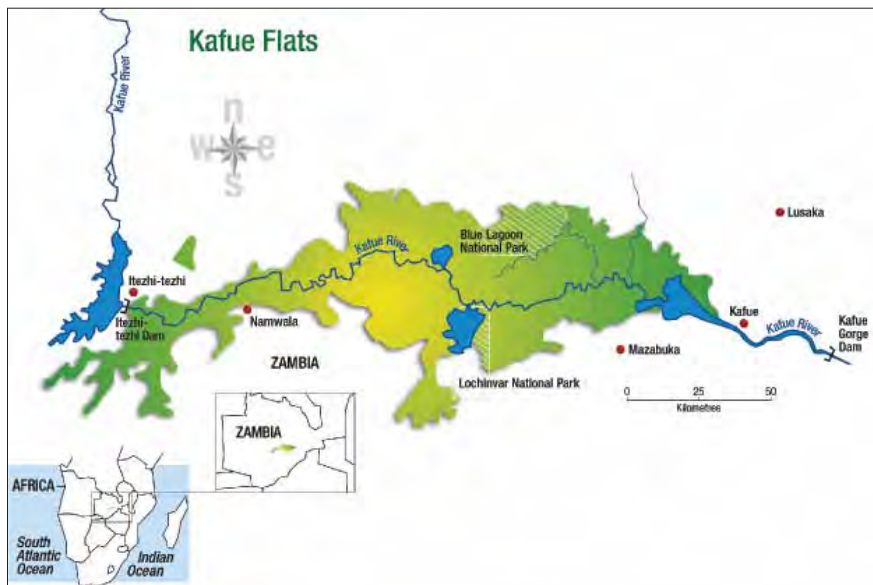 Kafue Flats
Kafue River
n
w e
s
Lusaka
Blue Lagoon
National Park
Kafue River
Itezhi-tezhi
Itezhi-
tezhi Dam
Namwala
Kafue
Kafue River
Kafue
Gorge
Dam
ZAMBIA
Mazabuka
Lochinvar National Park
0 25 50
Kilometres
ZAMBIA
AFRICA
South
Atlantic
Ocean
Indian
Ocean